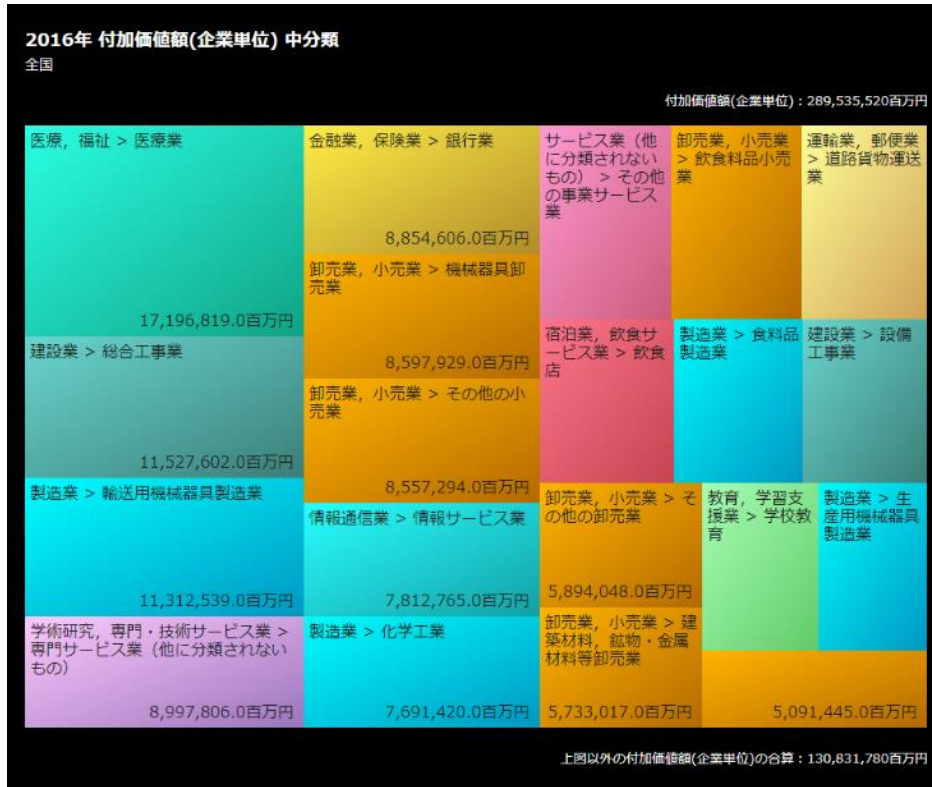 2016年 付加価値額(企業単位) 中分類
全国
付加価値額(企業単位)：289,535,520百万円
医療，福祉 > 医療業
17,196,819.0百万円
建設業 > 総合工事業
11,527,602.0百万円
製造業 > 輸送用機械器具製造業
11,312,539.0百万円
学術研究，専門・技術サービス業 >
専門サービス業（他に分類されない
もの）
8,997,806.0百万円
金融業，保険業 > 銀行業
8,854,606.0百万円
卸売業，小売業 > 機械器具卸
売業
8,597,929.0百万円
卸売業，小売業 > その他の小
売業
8,557,294.0百万円
情報通信業 > 情報サービス業
7,812,765.0百万円
製造業 > 化学工業
7,691,420.0百万円
サービス業（他
に分類されない
もの） > その他
の事業サービス
業
卸売業，小売業
> 飲食料品小売
業
運輸業，郵便業
> 道路貨物運送
業
宿泊業，飲食サ
ービス業 > 飲食
店
製造業 > 食料品
製造業
建設業 > 設備
工事業
卸売業，小売業 > そ
の他の卸売業
5,894,048.0百万円
教育，学習支
援業 > 学校教
育
製造業 > 生
産用機械器具
製造業
卸売業，小売業 > 建
築材料，鉱物・金属
材料等卸売業
5,733,017.0百万円
5,091,445.0百万円
上図以外の付加価値額(企業単位)の合算：130,831,780百万円